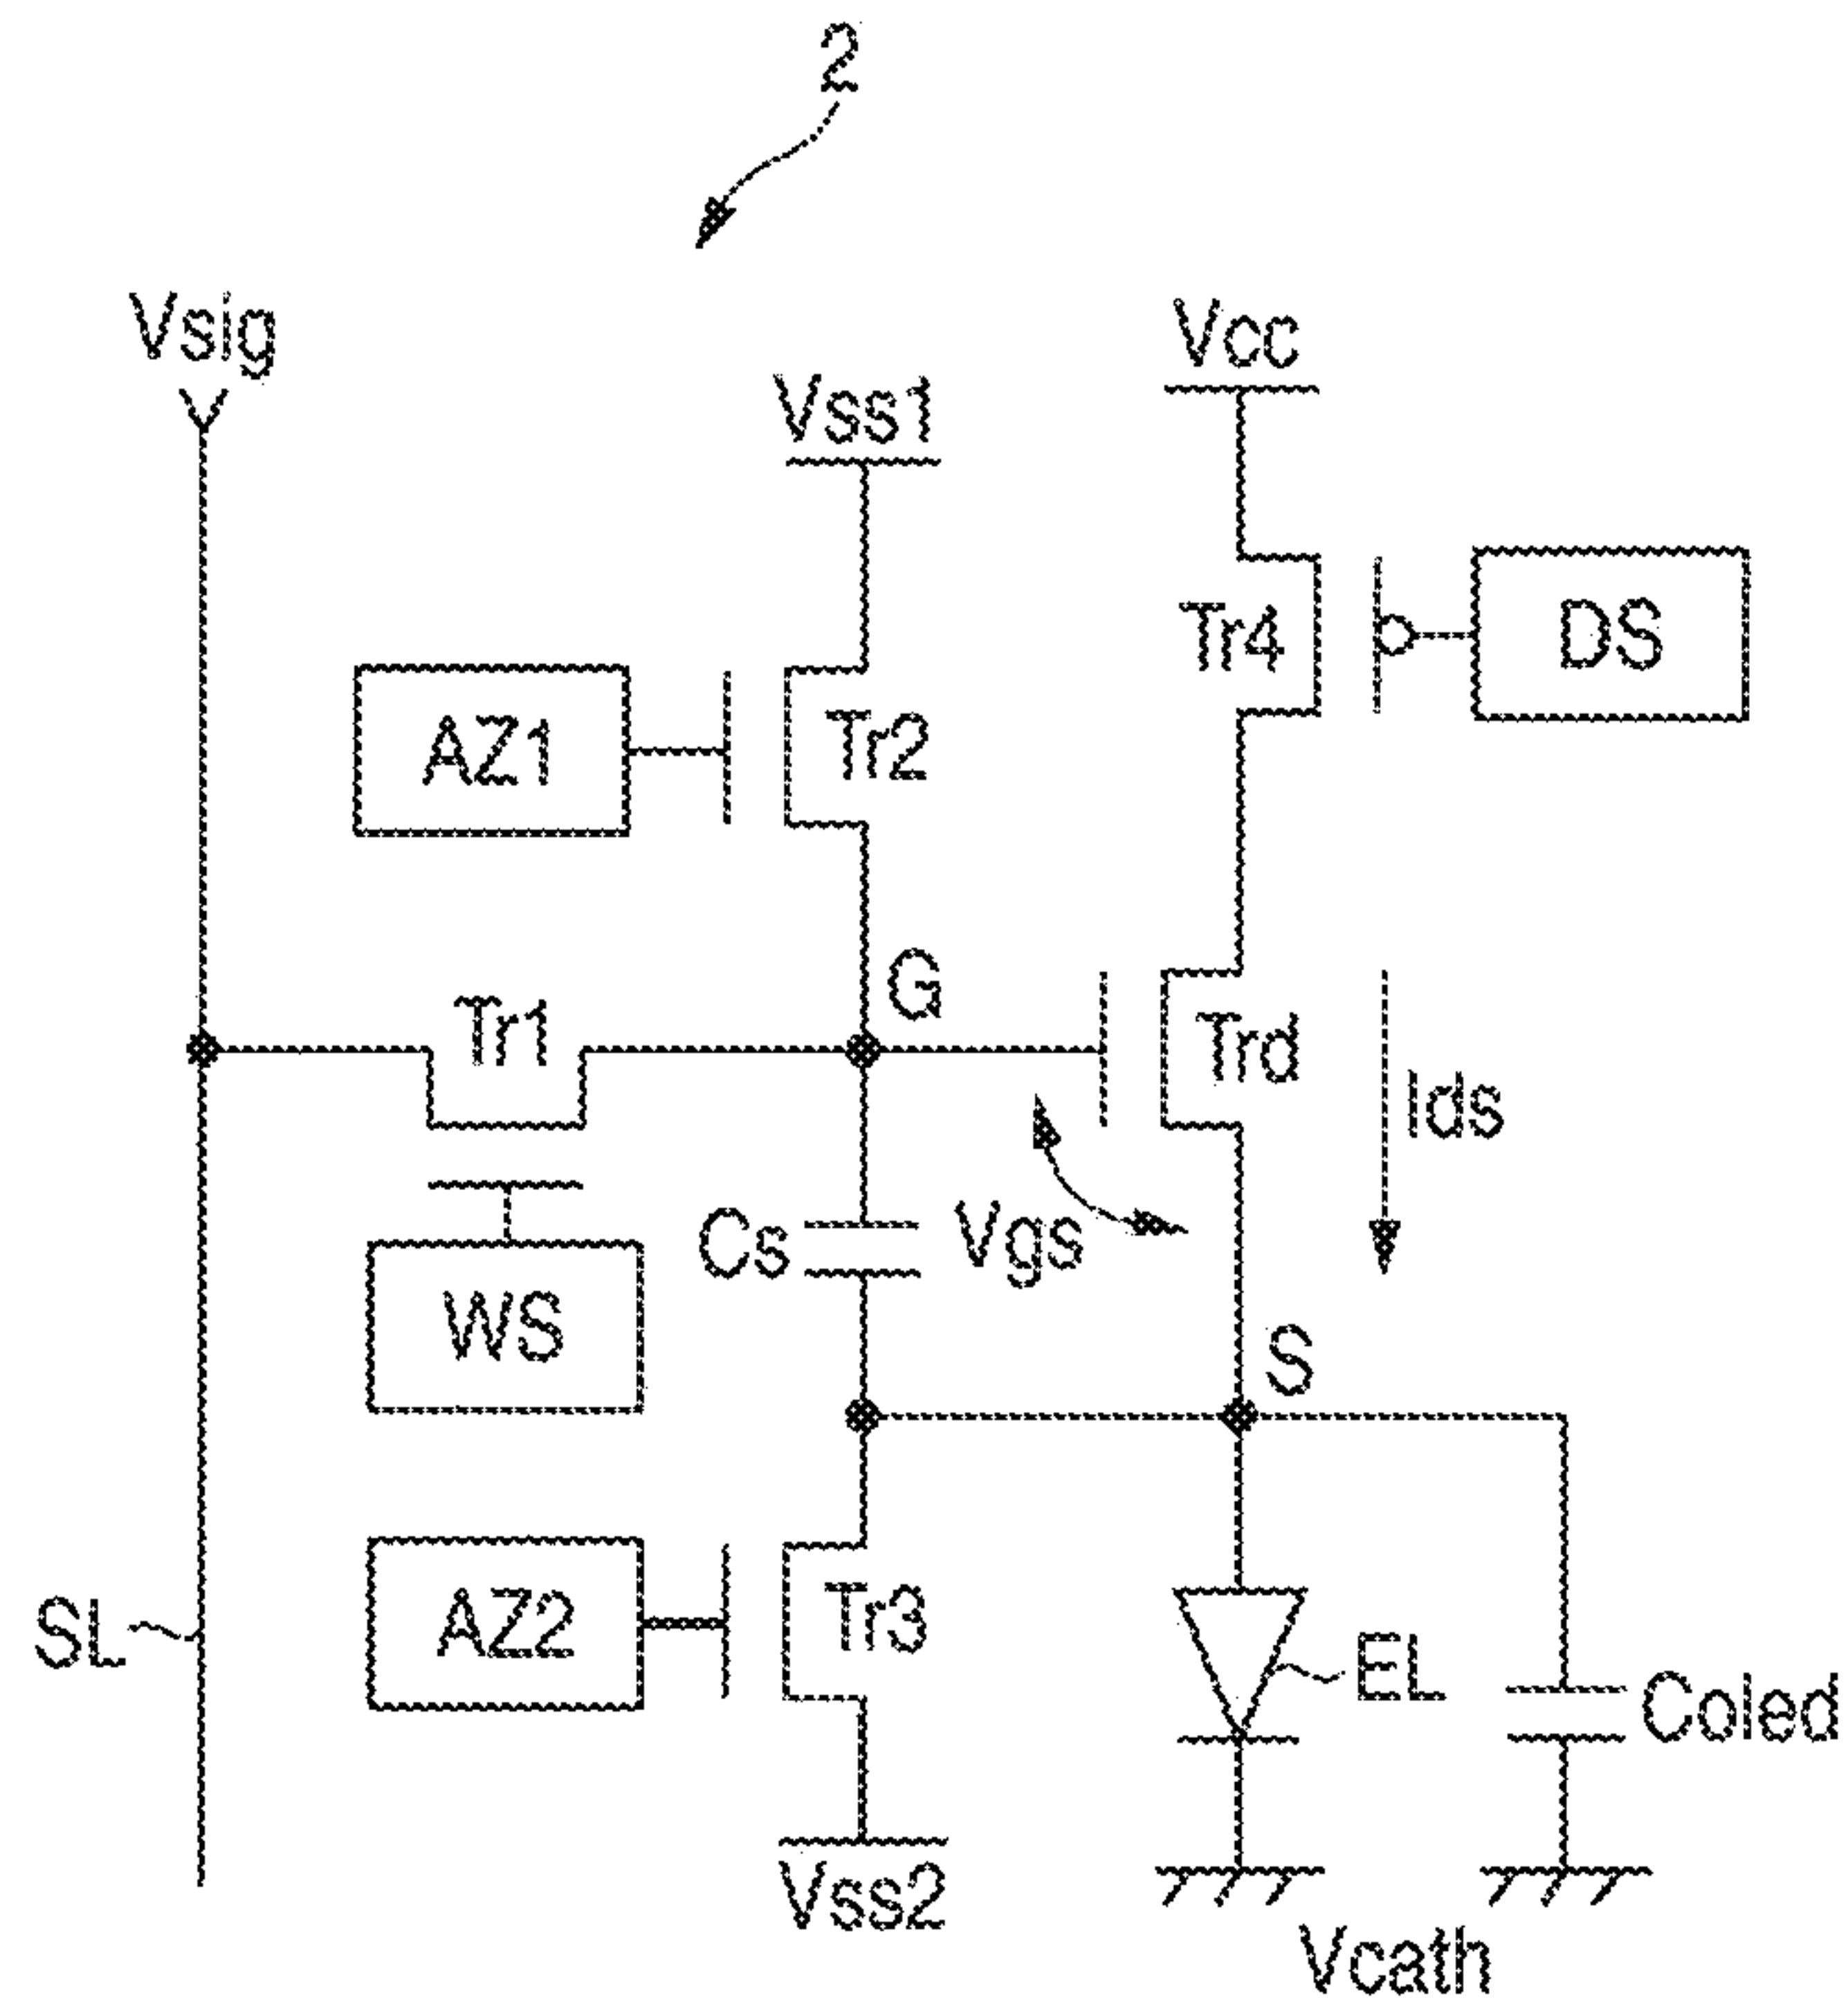 2
Vsig
Vcc
Vss1
Tr4
DS
AZ1
Tr2
G
Tr1
Trd
Ids
Cs
Vgs
WS
S
SL
AZ2
Tr3
EL
Coled
Vss2
Vcath